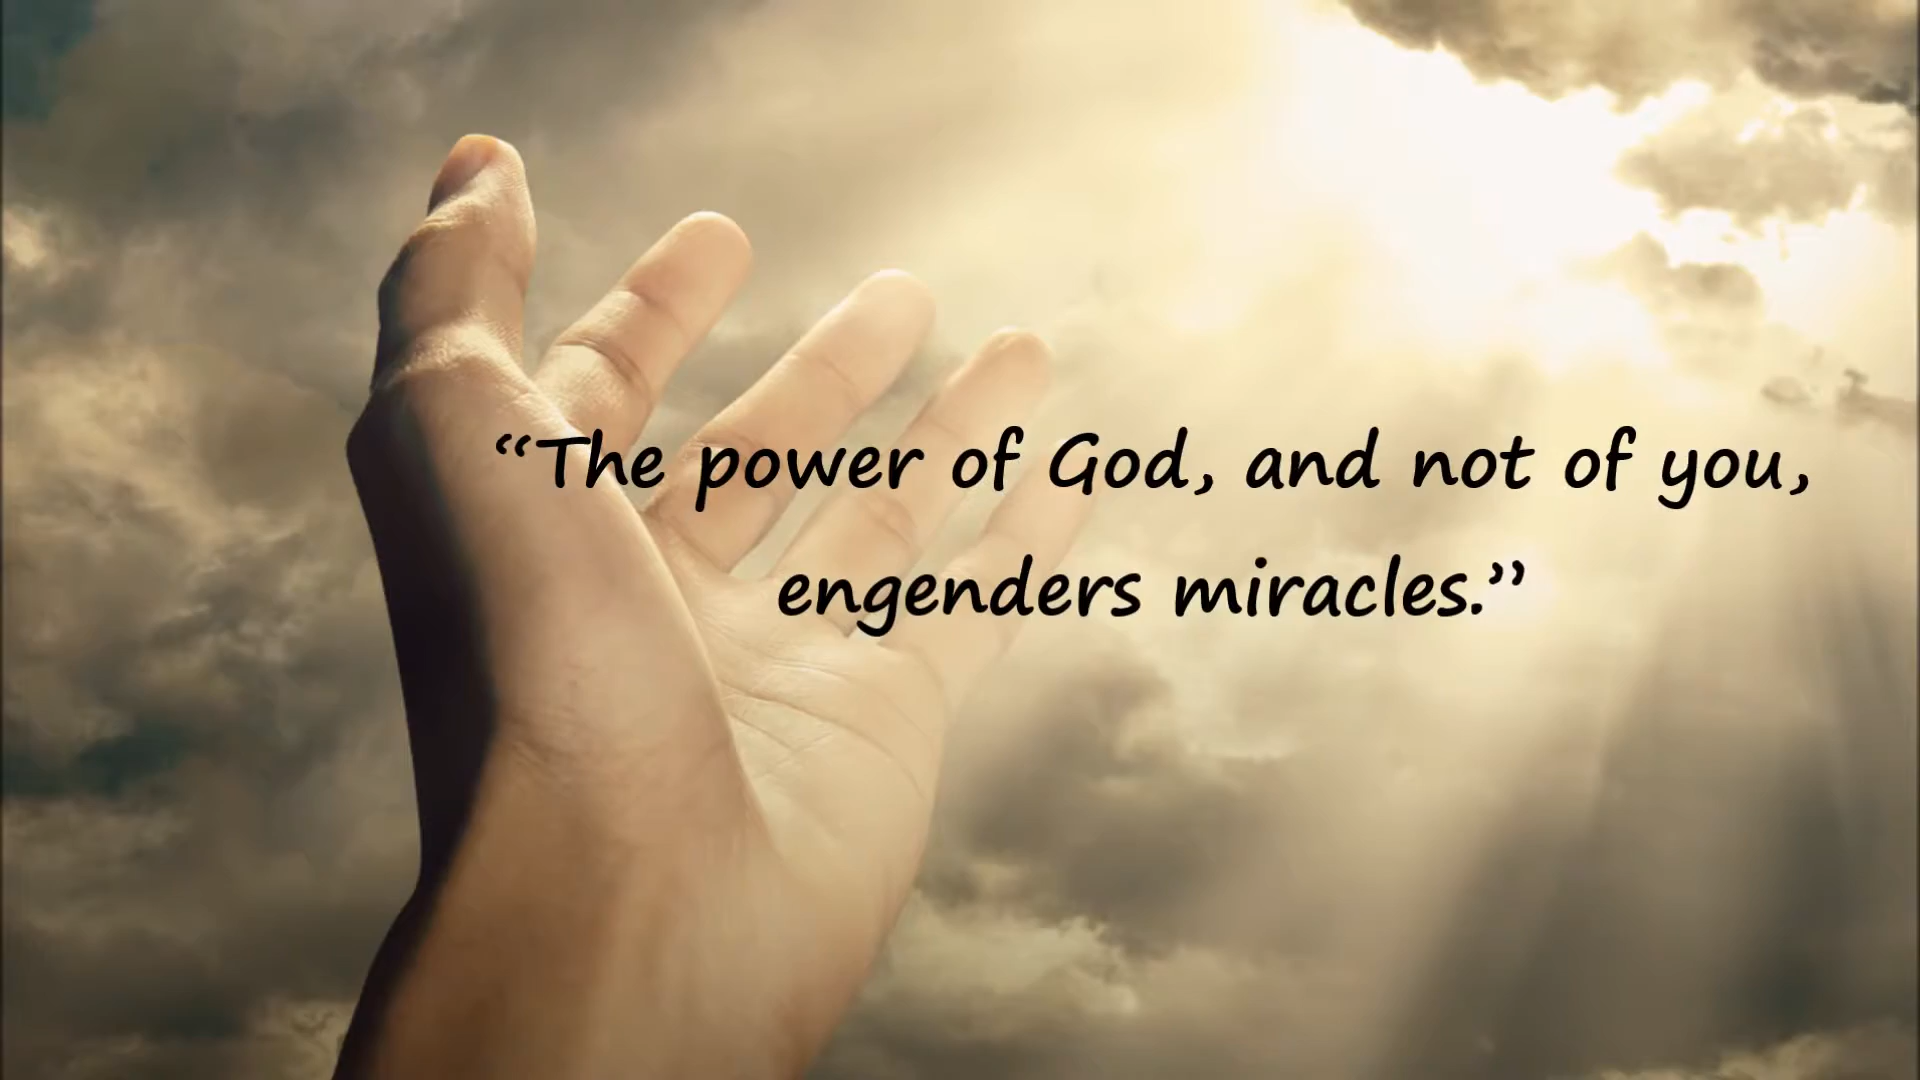 “The power of God, and not of you,
engenders miracles.”